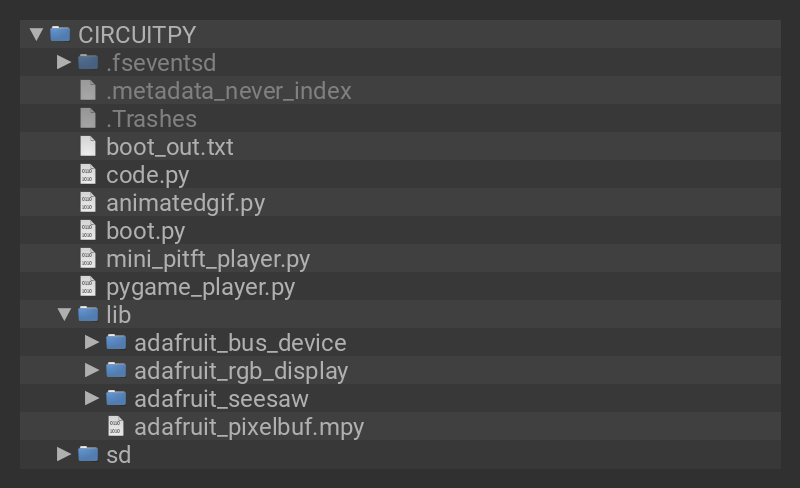 CIRCUITPY
.fseventsd
.metadata_never_index
.Trashes
boot_out.txt
code.py
animatedgif.py
boot.py
mini_pitft_player.py
pygame_player.py
lib
adafruit_bus_device
adafruit_rgb_display
adafruit_seesaw
adafruit_pixelbuf.mpy
sd